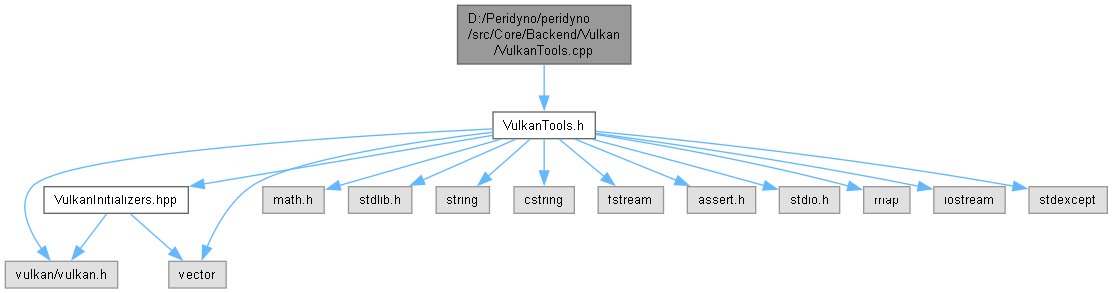 D:/Peridyno/peridyno
/src/Core/Backend/Vulkan
/VulkanTools.cpp
VulkanTools.h
VulkanInitializers.hpp
math.h
stdlib.h
string
cstring
fstream
assert.h
stdio.h
map
iostream
stdexcept
vulkan/vulkan.h
vector